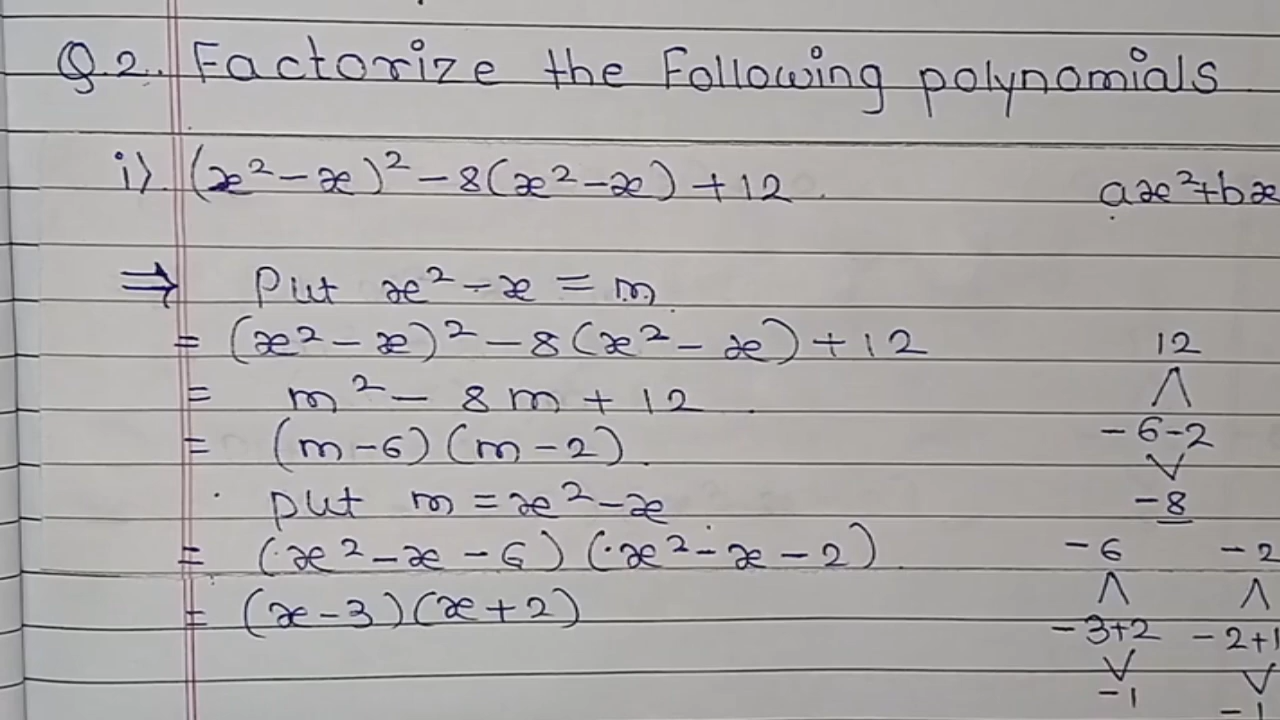 Q.2. Factorize the Following polynomials
i) (x² - x)² - 8(x² - x) + 12
ax² + bx
⇒ Put x² - x = m
= (x² - x)² - 8(x² - x) + 12
= m² - 8m + 12
= (m - 6) (m - 2)
put m = x² - x
= (x² - x - 6) (x² - x - 2)
= (x - 3)(x + 2)
12
∧
- 6 - 2
∨
- 8
- 6 - 2
∧ ∧
- 3 + 2 - 2 + 1
∨ ∨
- 1 - 1